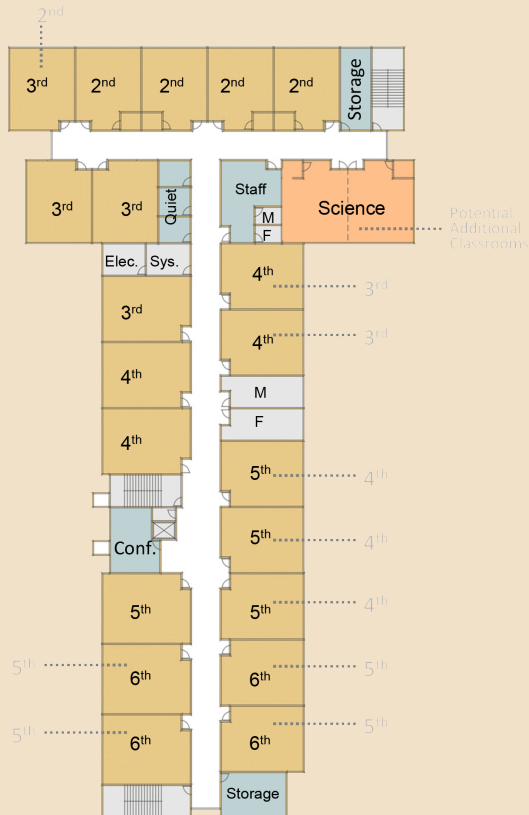 2nd
3rd
2nd
2nd
2nd
2nd
Storage
3rd
3rd
Quiet
Staff
M
F
Science
Potential
Additional
Classrooms
Elec.
Sys.
4th
3rd
3rd
4th
3rd
4th
M
4th
F
5th
4th
Conf.
5th
4th
5th
5th
4th
5th
6th
6th
5th
5th
6th
6th
5th
Storage